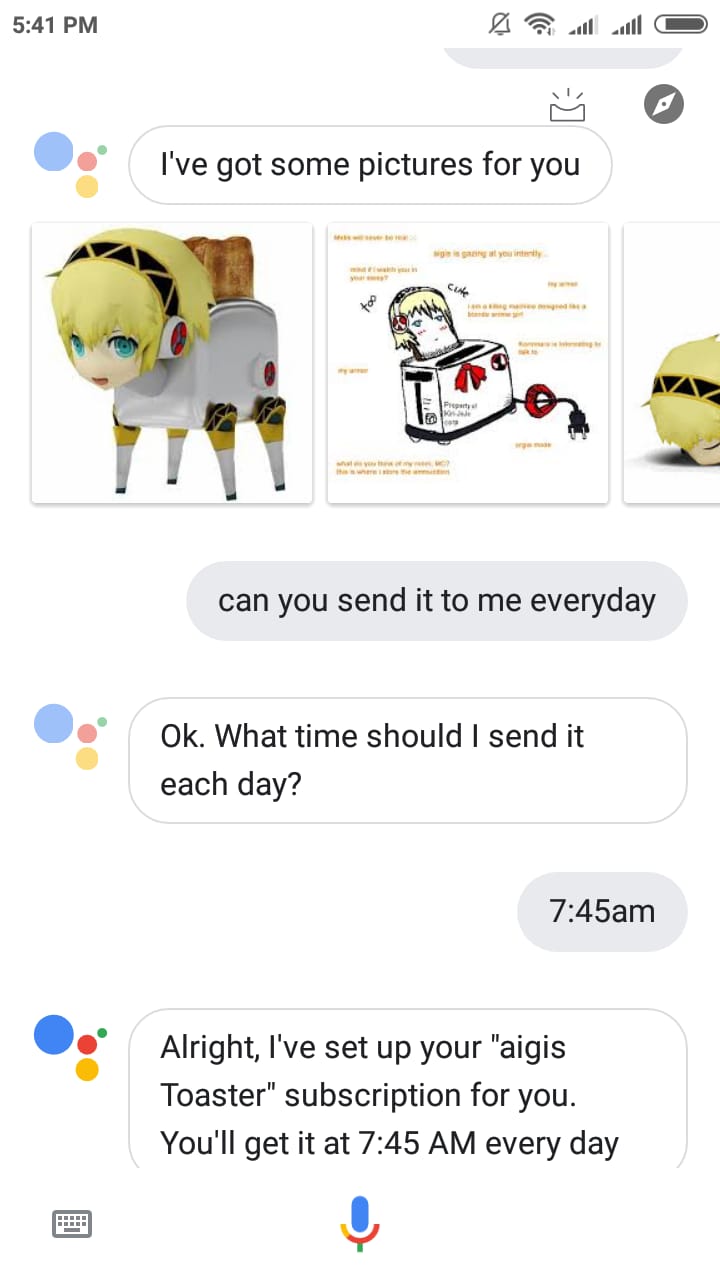 5:41 PM
I've got some pictures for you
aigis is gazing at you intently...
mind if i watch you in
your sleep?
cute
too
my armor
i am a killing machine designed like a
blonde anime girl
my armor
Property of
Kiri-JoJo
corp
orgia mode
what do you think of my room, MC?
this is where i store the ammunition
can you send it to me everyday
Ok. What time should I send it
each day?
7:45am
Alright, I've set up your "aigis
Toaster" subscription for you.
You'll get it at 7:45 AM every day